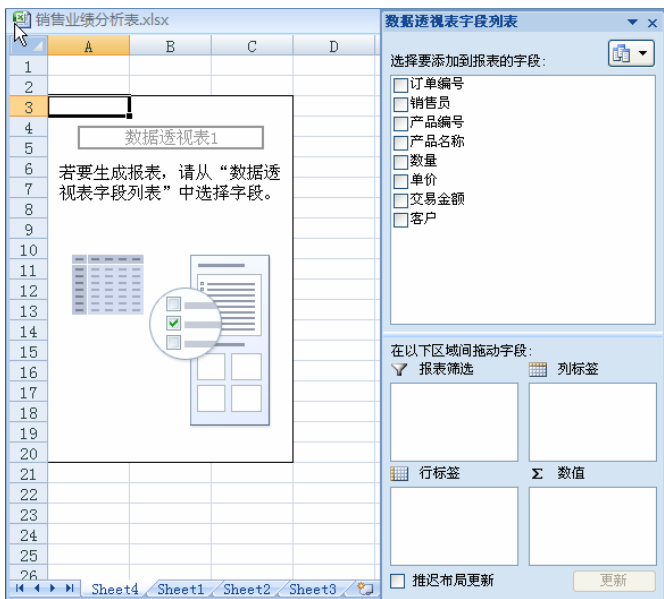 销售业绩分析表.xlsx
A B C D
1
2
3
4
5
6
7
8
9
10
11
12
13
14
15
16
17
18
19
20
21
22
23
24
25
26
数据透视表1
若要生成报表，请从“数据透
视表字段列表”中选择字段。
Sheet4 Sheet1 Sheet2 Sheet3
数据透视表字段列表
选择要添加到报表的字段:
订单编号
销售员
产品编号
产品名称
数量
单价
交易金额
客户
在以下区域间拖动字段:
报表筛选 列标签
行标签 Σ 数值
推迟布局更新 更新